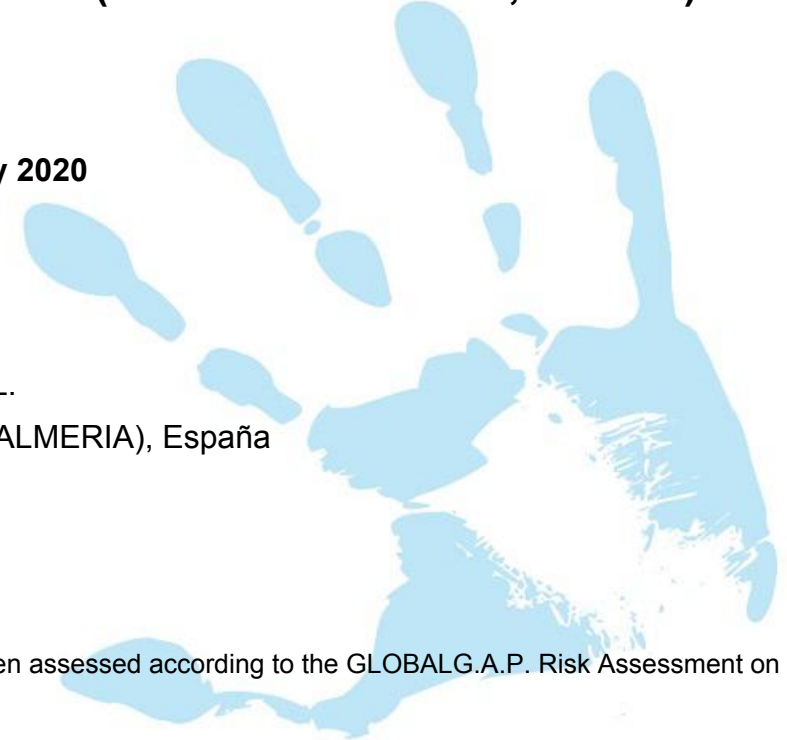 2020
ALMERIA), España
en assessed according to the GLOBALG.A.P. Risk Assessment on